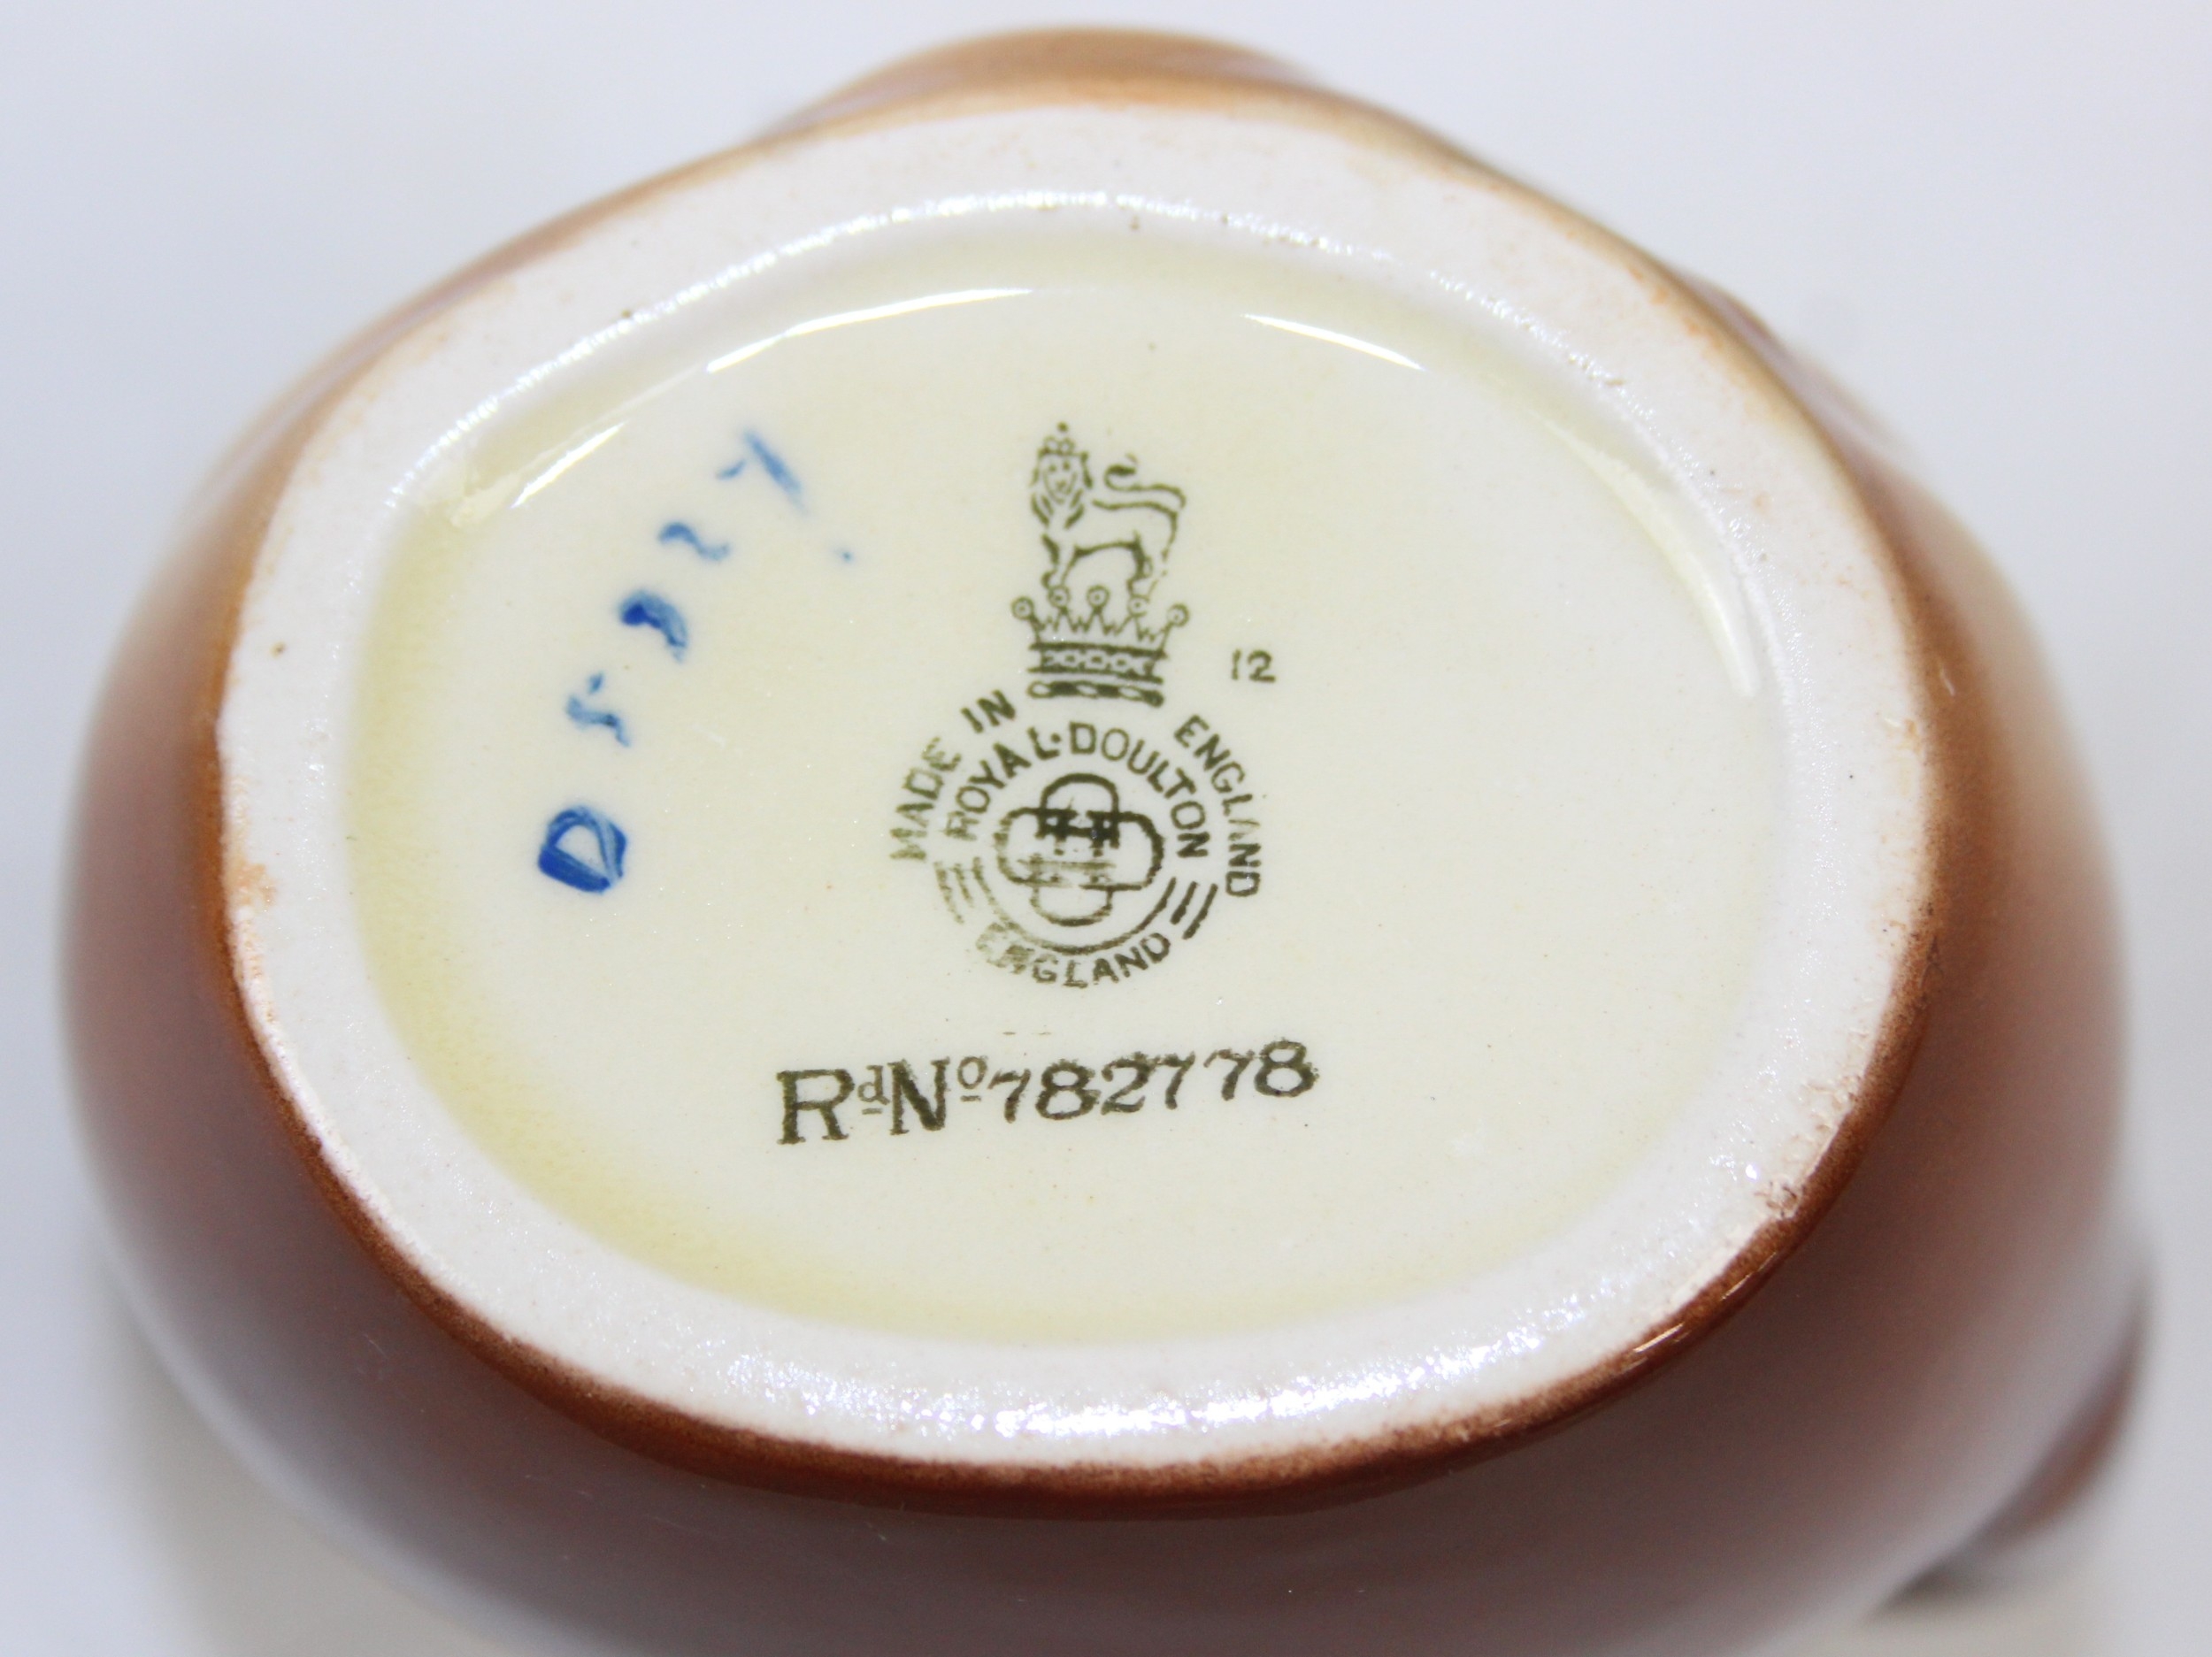 D5327
12
MADE IN ENGLAND
ROYAL·DOULTON
ENGLAND
RdNo782778